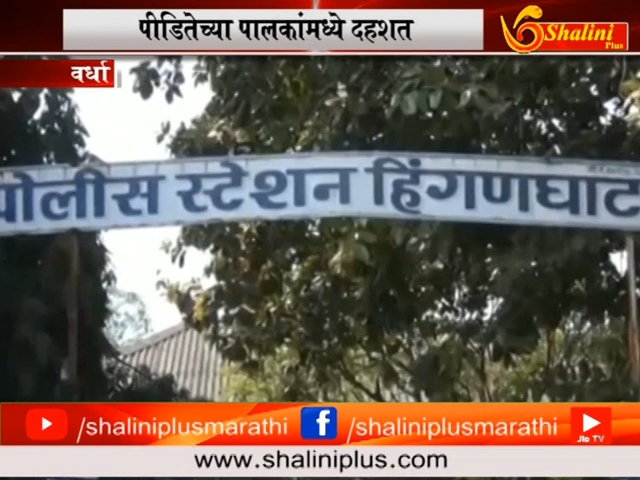 पीडितेच्या पालकांमध्ये दहशत
Shalini
Plus
वर्धा
पोलीस स्टेशन हिंगणघाट
/shaliniplusmarathi
/shaliniplusmarathi
Jio TV
www.shaliniplus.com